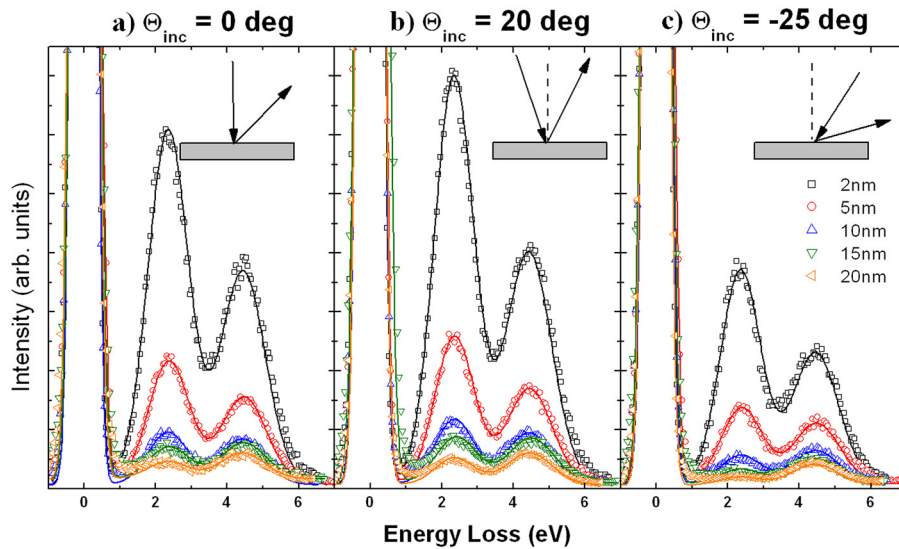 a) Θinc = 0 deg
b) Θinc = 20 deg
c) Θinc = -25 deg
Intensity (arb. units)
2nm
5nm
10nm
15nm
20nm
0 2 4 6
0 2 4 6
0 2 4 6
Energy Loss (eV)